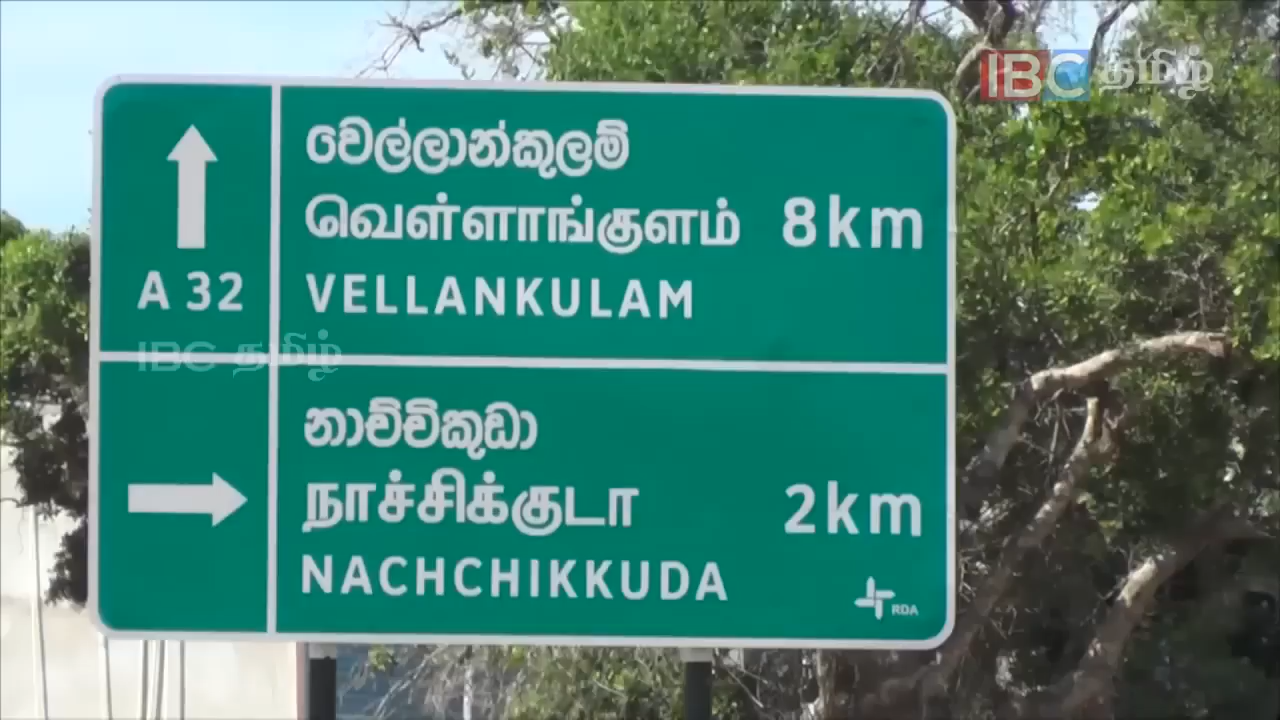 IBC தமிழ்
වෙල්ලාන්කුලම්
வெள்ளாங்குளம் 8km
A 32 VELLANKULAM
IBC தமிழ்
නාච්චිකුඩා
நாச்சிக்குடா 2km
NACHCHIKKUDA
RDA